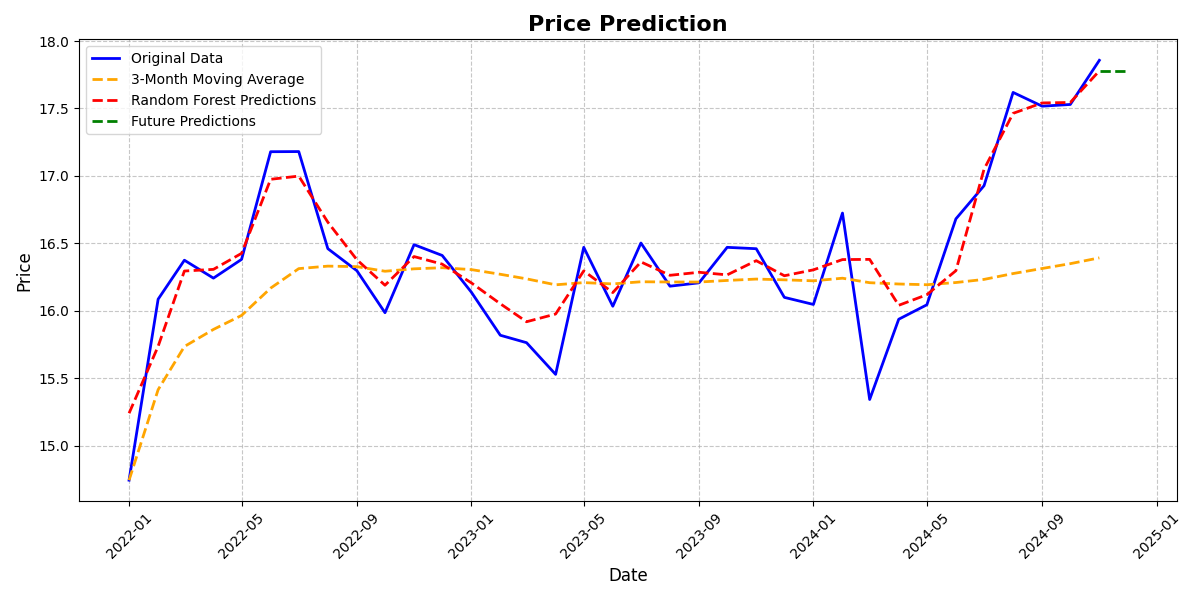 Price Prediction
Original Data
3-Month Moving Average
Random Forest Predictions
Future Predictions
Price
18.0
17.5
17.0
16.5
16.0
15.5
15.0
2022-01
2022-05
2022-09
2023-01
2023-05
2023-09
2024-01
2024-05
2024-09
2025-01
Date